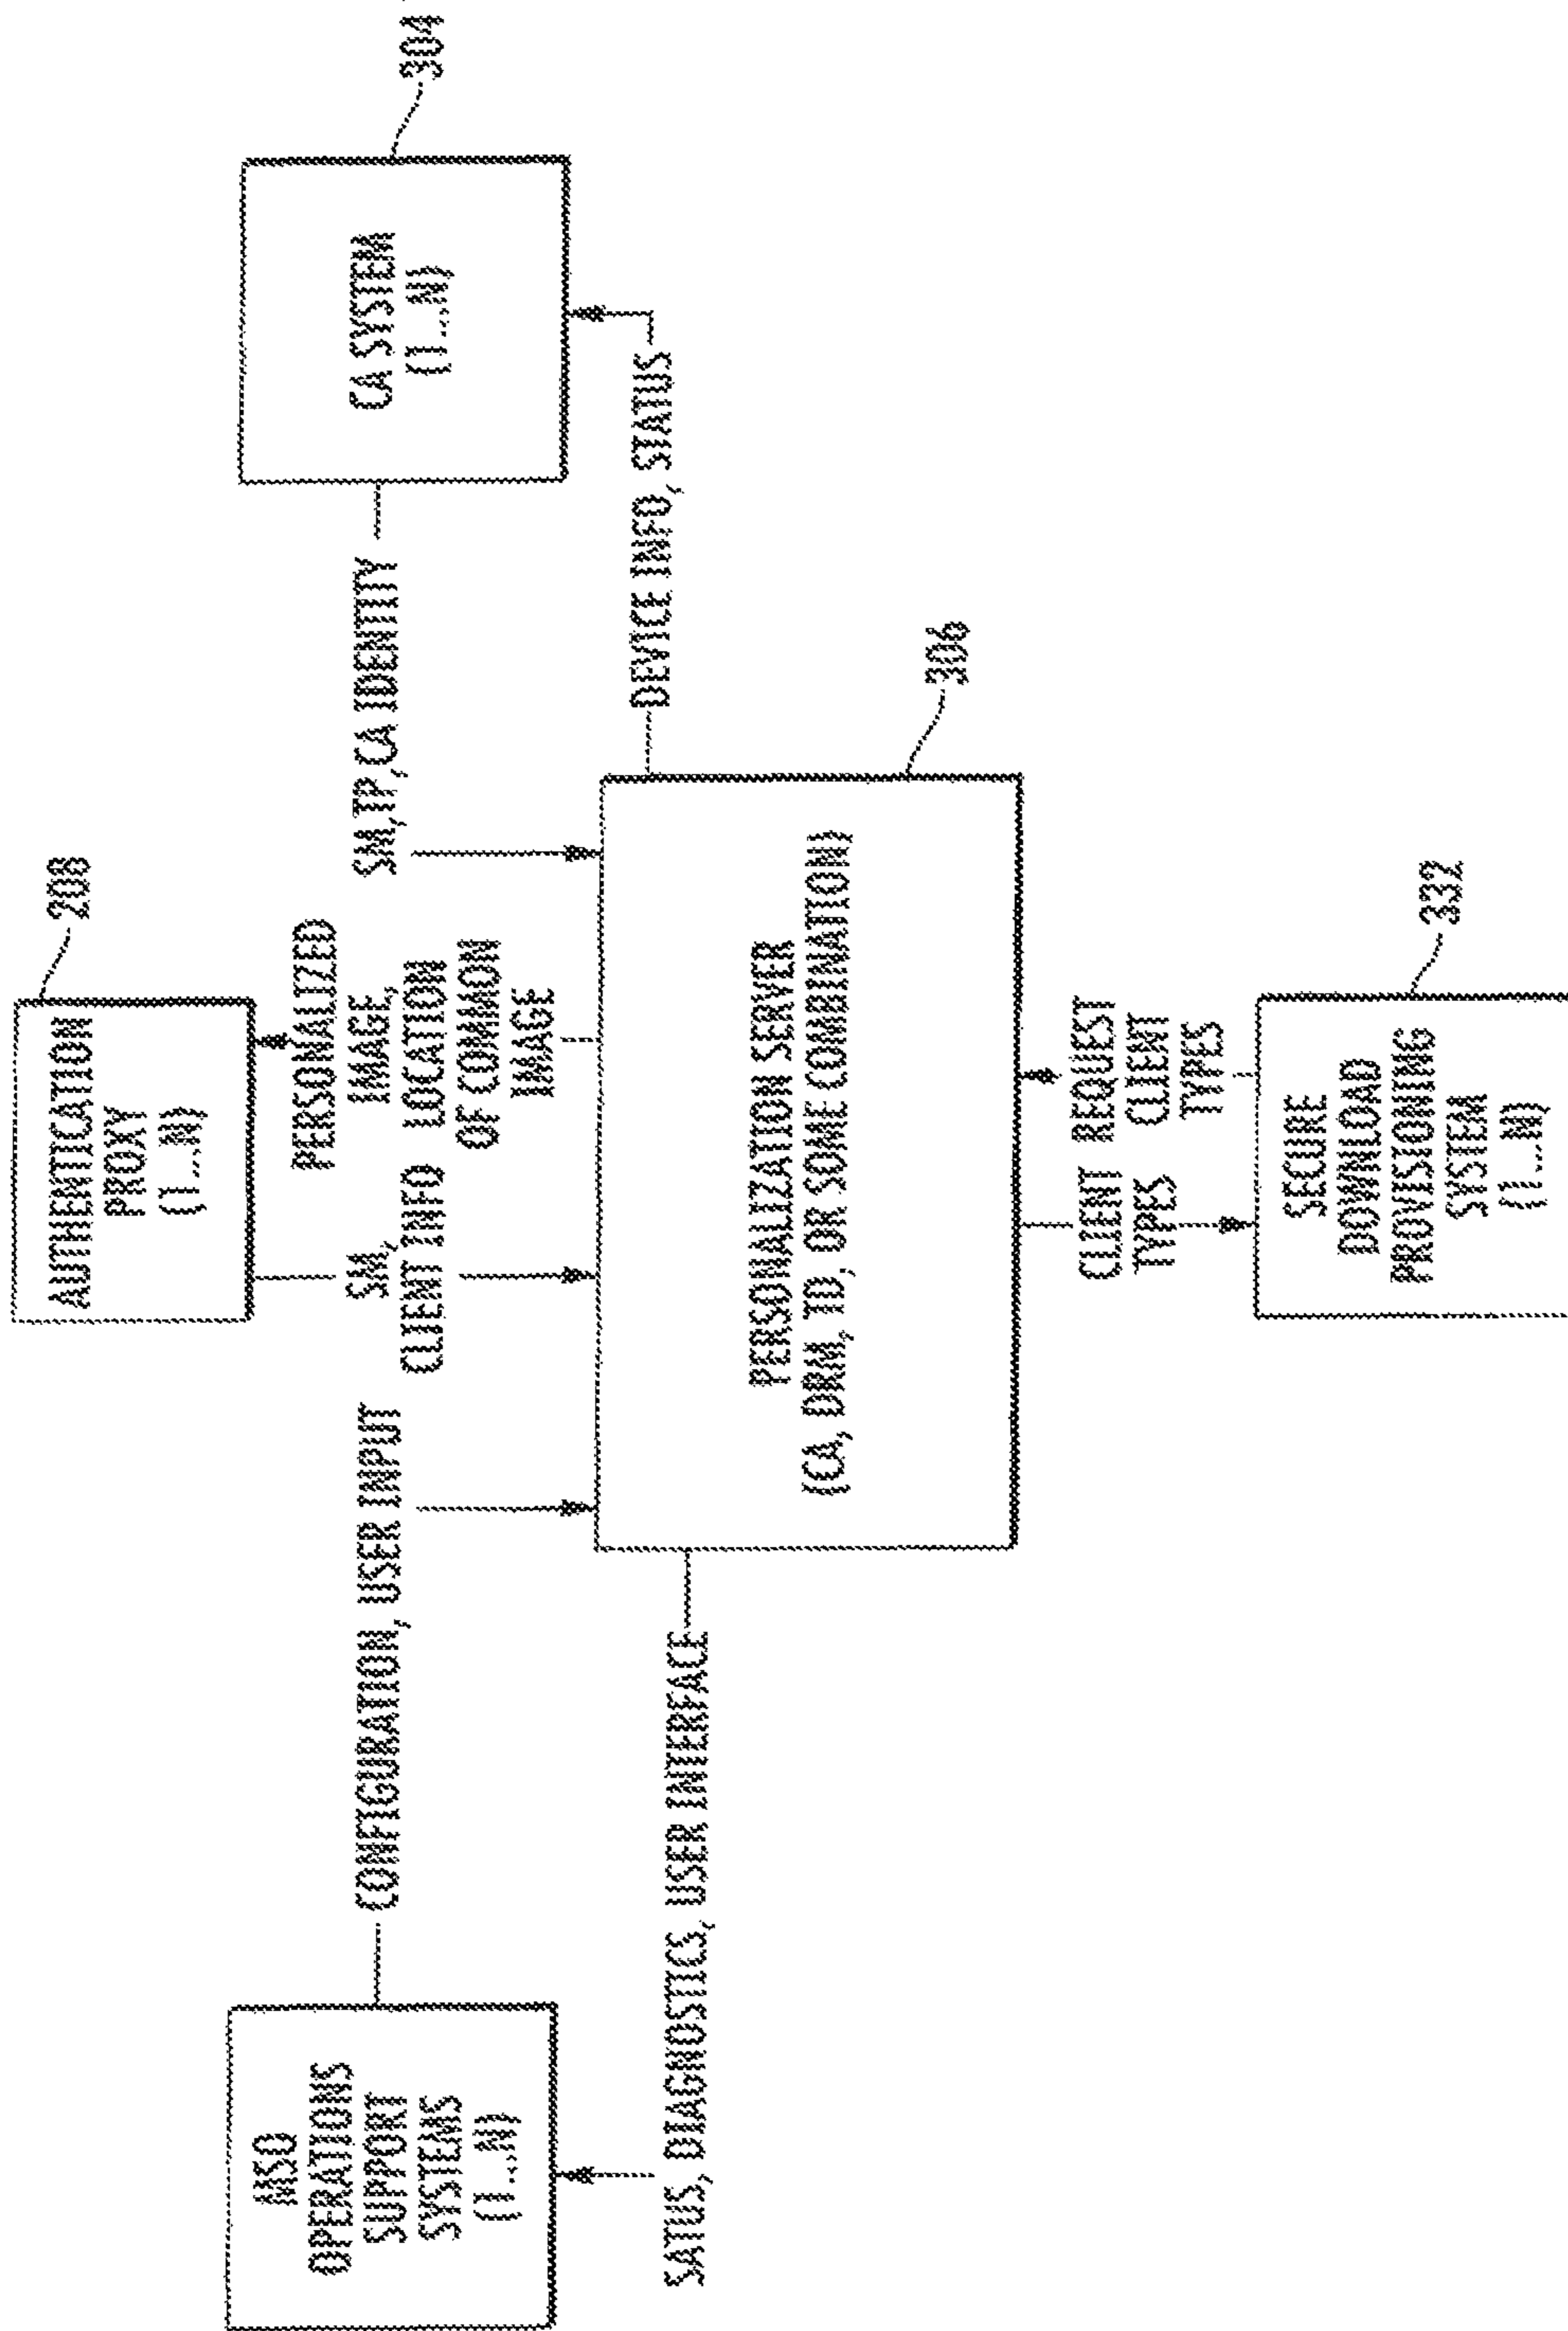 208
AUTHENTICATION
PROXY
(1...N)
304
MSO
OPERATIONS
SUPPORT
SYSTEMS
(1...N)
CONFIGURATION, USER INPUT
SM,
CLIENT INFO
PERSONALIZED
IMAGE,
LOCATION
OF COMMON
IMAGE
SM,TP,CA IDENTITY
CA SYSTEM
(1...N)
SATUS, DIAGNOSTICS, USER INTERFACE
DEVICE INFO, STATUS
PERSONALIZATION SERVER
(CA, DRM, TD, OR SOME COMBINATION)
306
CLIENT
TYPES
REQUEST
CLIENT
TYPES
SECURE
DOWNLOAD
PROVISIONING
SYSTEM
(1...N)
332